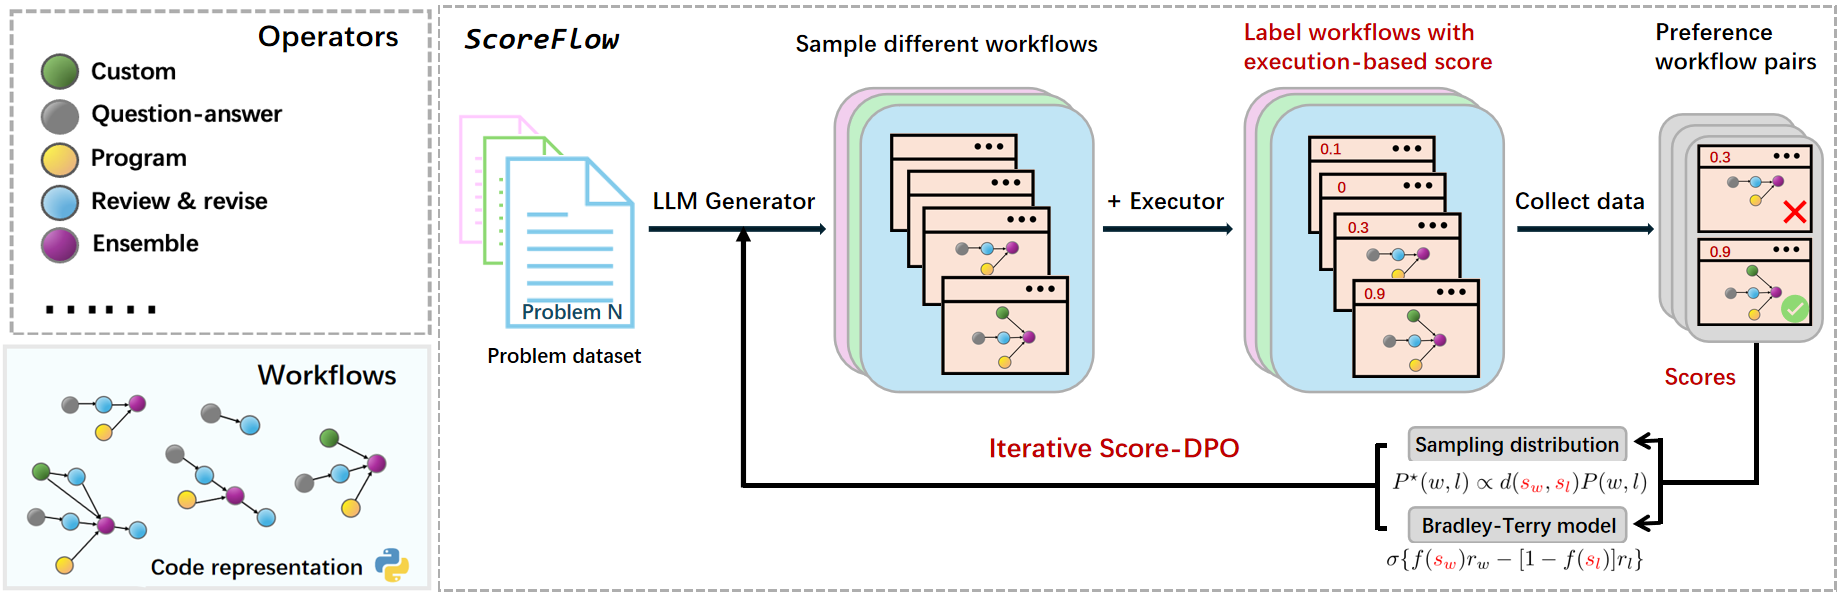 Operators
Custom
Question-answer
Program
Review & revise
Ensemble
......
Workflows
Code representation
ScoreFlow
Problem N
Problem dataset
LLM Generator
Sample different workflows
+ Executor
Label workflows with
execution-based score
0.1
0
0.3
0.9
Collect data
Preference
workflow pairs
0.3
0.9
Scores
Iterative Score-DPO
Sampling distribution
P⋆(w, l) ∝ d(s_w, s_l)P(w, l)
Bradley-Terry model
σ{f(s_w)r_w − [1 − f(s_l)]r_l}